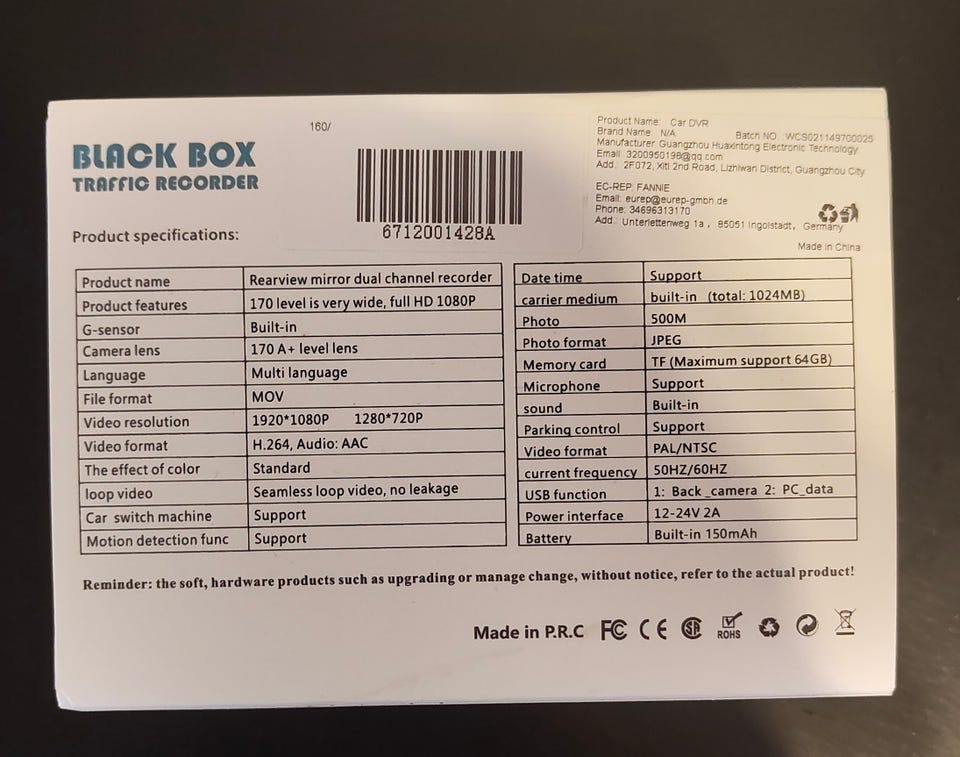 160/
BLACK BOX
TRAFFIC RECORDER
6712001428A
Product specifications:
Product Name: Car DVR
Brand Name: N/A Batch NO.: WCS021149700025
Manufacturer Guangzhou Huaxintong Electronic Technology
Email: 3200950198@qq.com
Add.: 2F072, Xiti 2nd Road, Lizhiwan District, Guangzhou City
EC-REP: FANNIE
Email: eurep@eurep-gmbh.de
Phone: 34696313170
Add.: Unterlettenweg 1a, 85051 Ingolstadt, Germany
Made in China
Product name Rearview mirror dual channel recorder
Product features 170 level is very wide, full HD 1080P
G-sensor Built-in
Camera lens 170 A+ level lens
Language Multi language
File format MOV
Video resolution 1920*1080P 1280*720P
Video format H.264, Audio: AAC
The effect of color Standard
loop video Seamless loop video, no leakage
Car switch machine Support
Motion detection func Support
Date time Support
carrier medium built-in (total: 1024MB)
Photo 500M
Photo format JPEG
Memory card TF (Maximum support 64GB)
Microphone Support
sound Built-in
Parking control Support
Video format PAL/NTSC
current frequency 50HZ/60HZ
USB function 1: Back_camera 2: PC_data
Power interface 12-24V 2A
Battery Built-in 150mAh
Reminder: the soft, hardware products such as upgrading or manage change, without notice, refer to the actual product!
Made in P.R.C FC CE ROHS